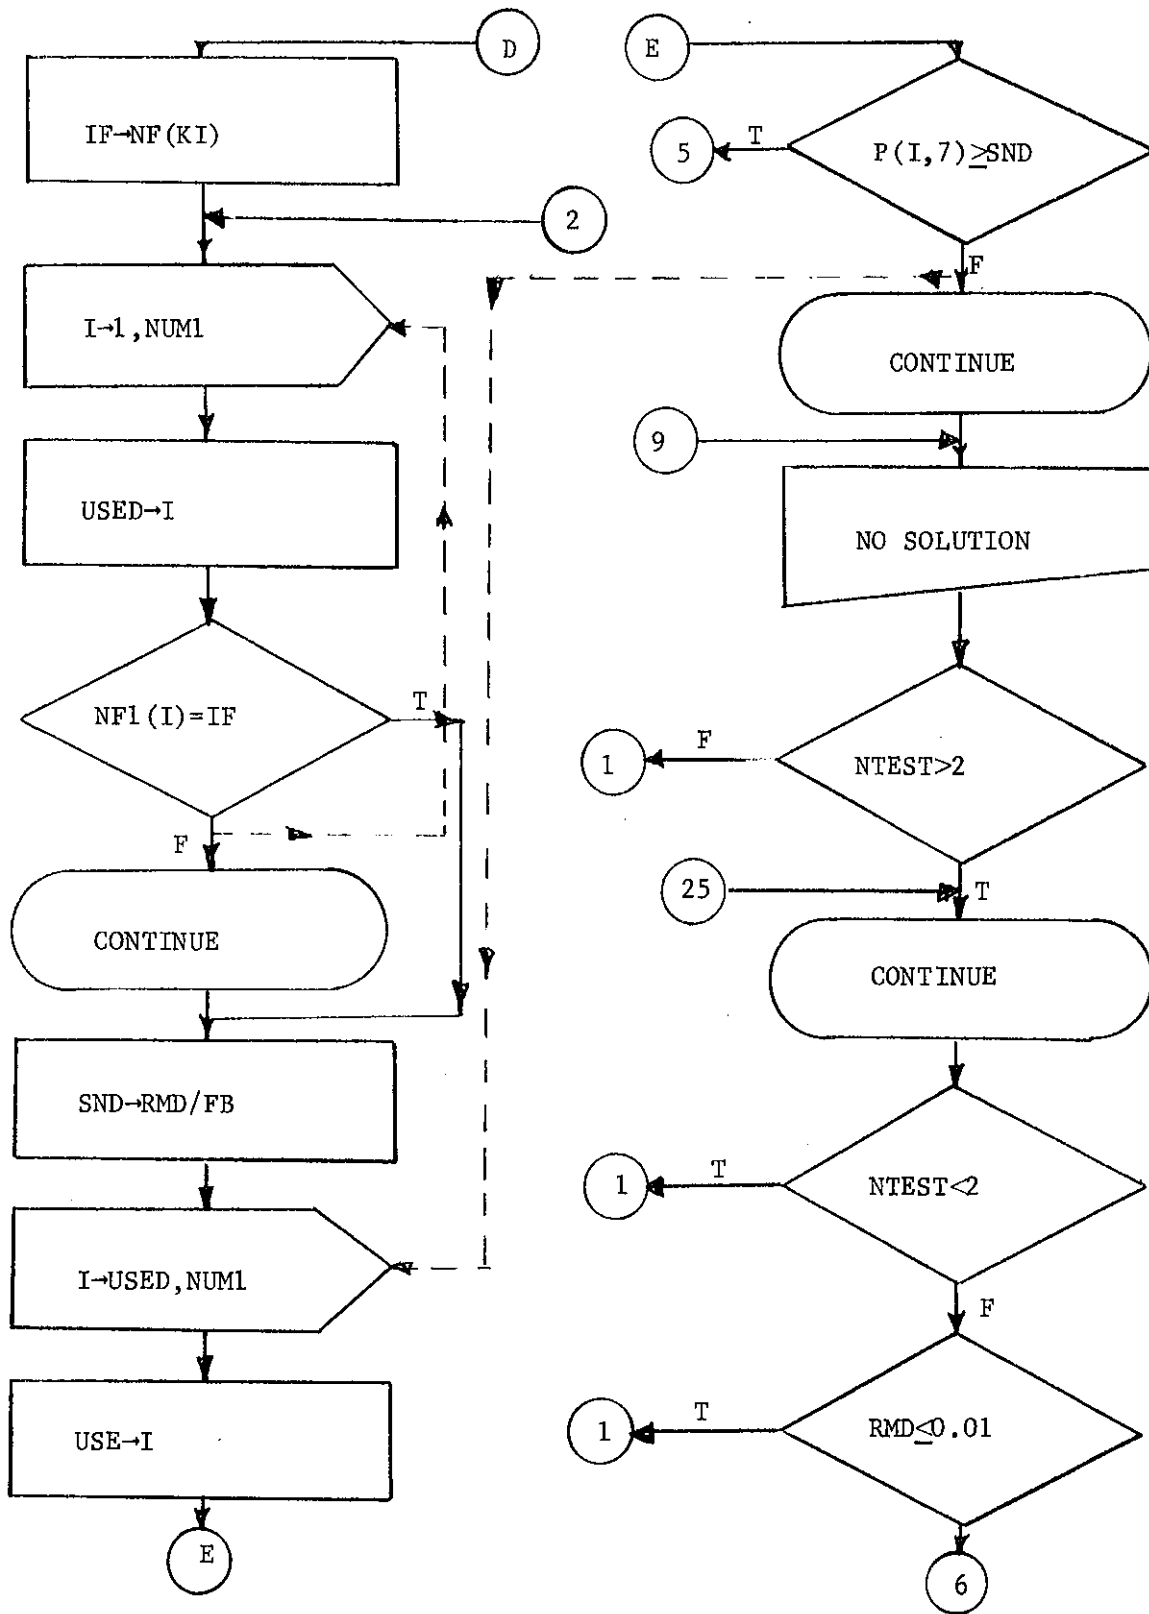 D
IF→NF(KI)
2
I→1,NUM1
USED→I
NF1(I)=IF
T
F
CONTINUE
SND→RMD/FB
I→USED,NUM1
USE→I
E
E
P(I,7)≥SND
T
5
F
CONTINUE
9
NO SOLUTION
NTEST>2
F
1
25
T
CONTINUE
NTEST<2
T
1
F
RMD≤0.01
T
1
6